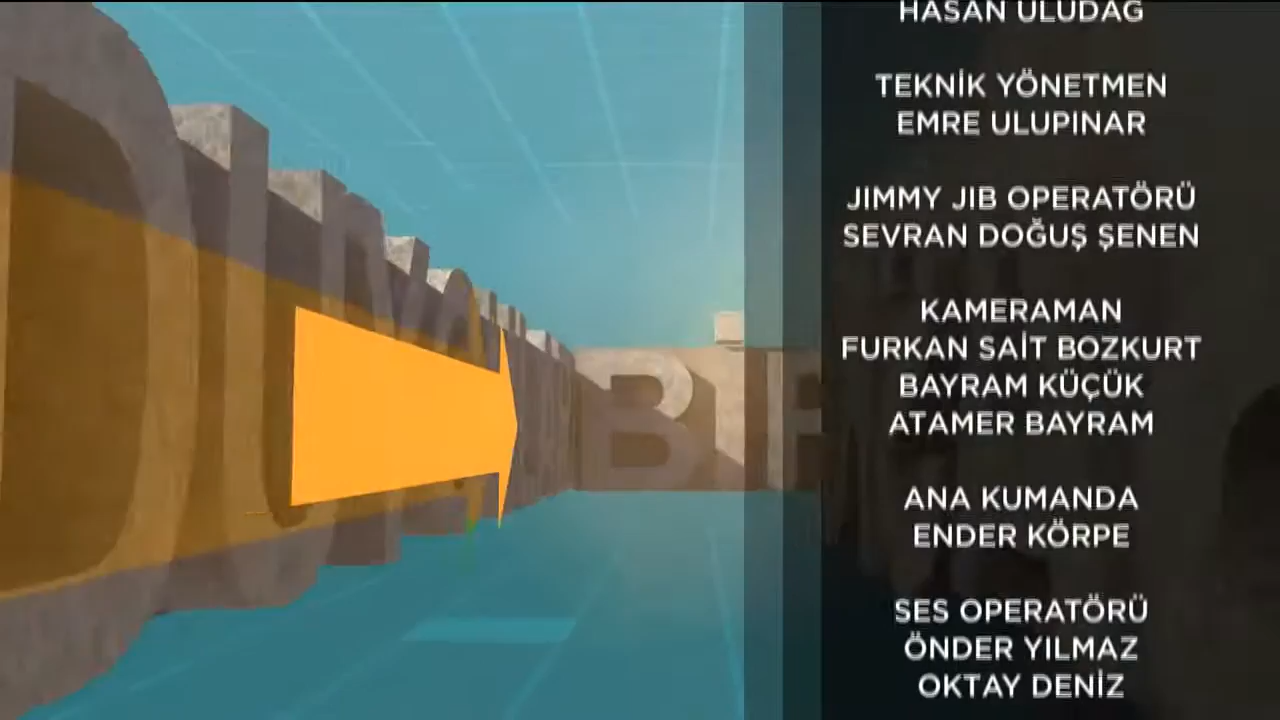 HASAN ULUDAĞ
TEKNİK YÖNETMEN
EMRE ULUPINAR
JIMMY JIB OPERATÖRÜ
SEVRAN DOĞUŞ ŞENEN
KAMERAMAN
FURKAN SAİT BOZKURT
BAYRAM KÜÇÜK
ATAMER BAYRAM
ANA KUMANDA
ENDER KÖRPE
SES OPERATÖRÜ
ÖNDER YILMAZ
OKTAY DENİZ